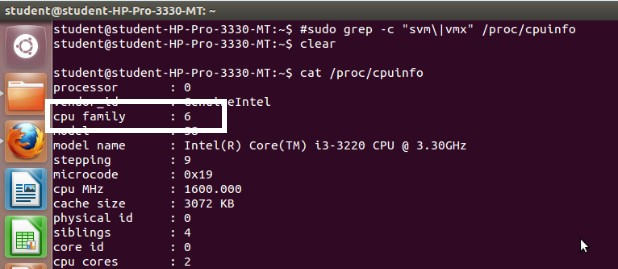 student@student-HP-Pro-3330-MT: ~
student@student-HP-Pro-3330-MT:~$ #sudo grep -c "svm\|vmx" /proc/cpuinfo
student@student-HP-Pro-3330-MT:~$ clear
student@student-HP-Pro-3330-MT:~$ cat /proc/cpuinfo
processor : 0
vendor_id : GenuineIntel
cpu family : 6
model : 58
model name : Intel(R) Core(TM) i3-3220 CPU @ 3.30GHz
stepping : 9
microcode : 0x19
cpu MHz : 1600.000
cache size : 3072 KB
physical id : 0
siblings : 4
core id : 0
cpu cores : 2